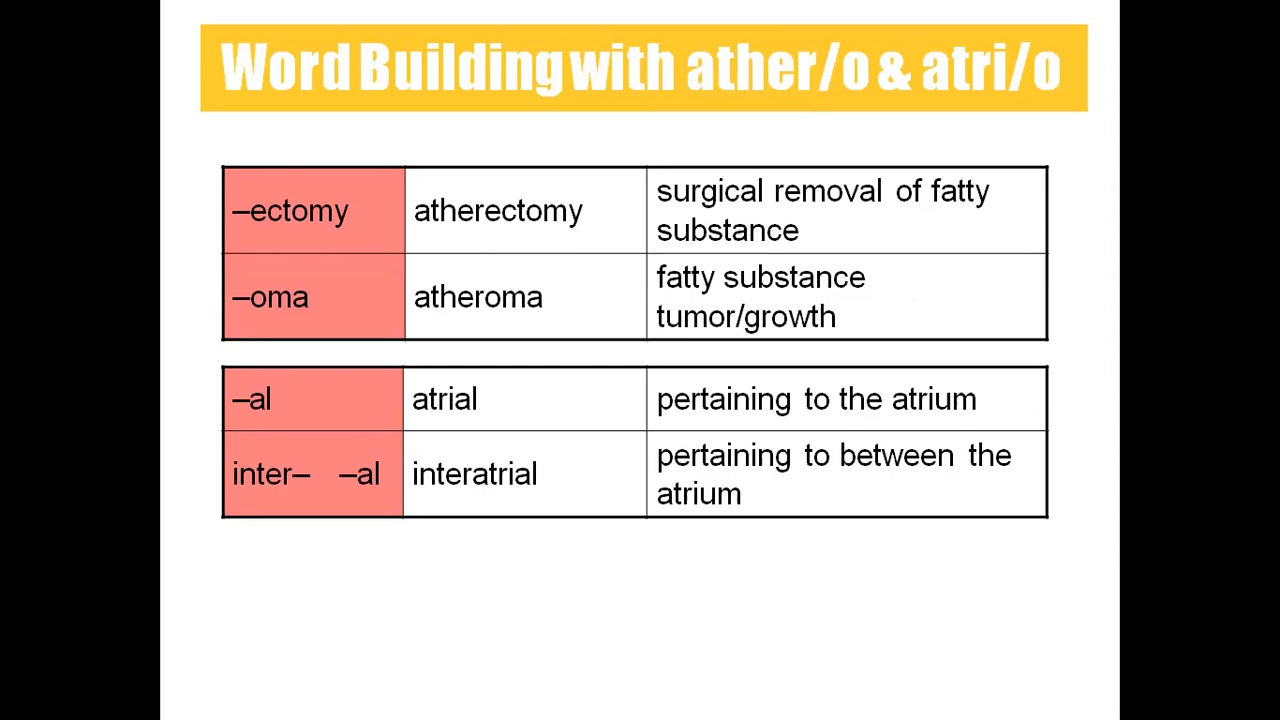 Word Building with ather/o & atri/o
–ectomy atherectomy surgical removal of fatty
substance
–oma atheroma fatty substance
tumor/growth
–al atrial pertaining to the atrium
inter– –al interatrial pertaining to between the
atrium